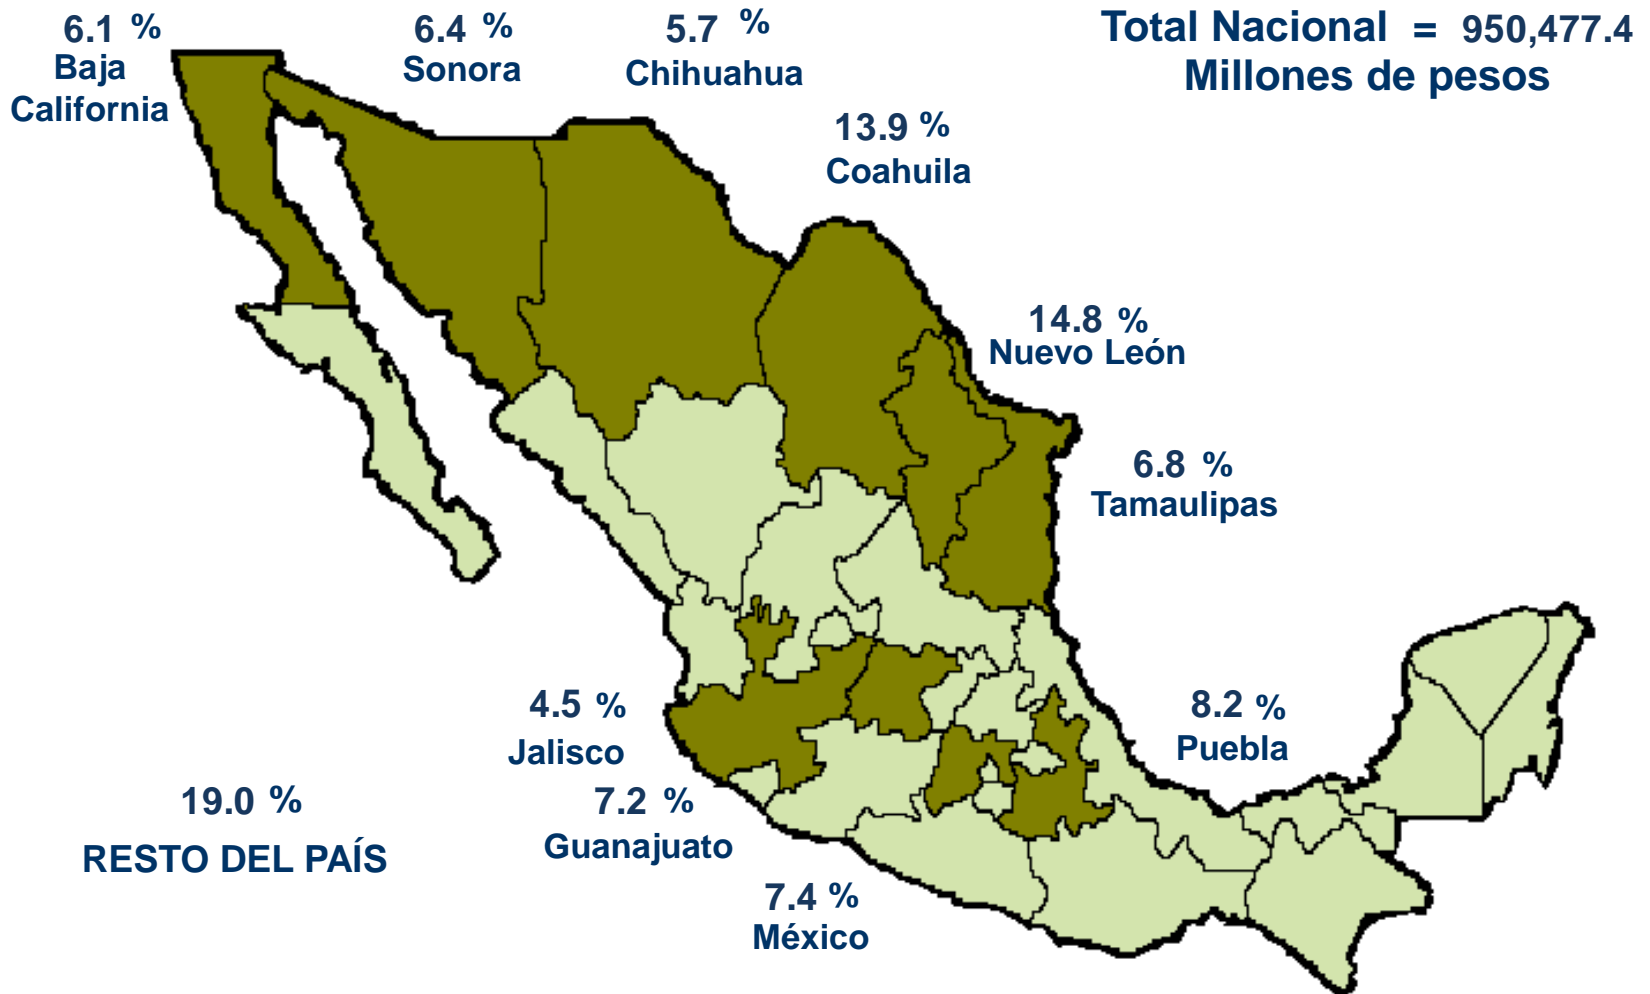 6.1 %
Baja
California
6.4 %
Sonora
5.7 %
Chihuahua
Total Nacional = 950,477.4
Millones de pesos
13.9 %
Coahuila
14.8 %
Nuevo León
6.8 %
Tamaulipas
4.5 %
Jalisco
8.2 %
Puebla
19.0 %
RESTO DEL PAÍS
7.2 %
Guanajuato
7.4 %
México